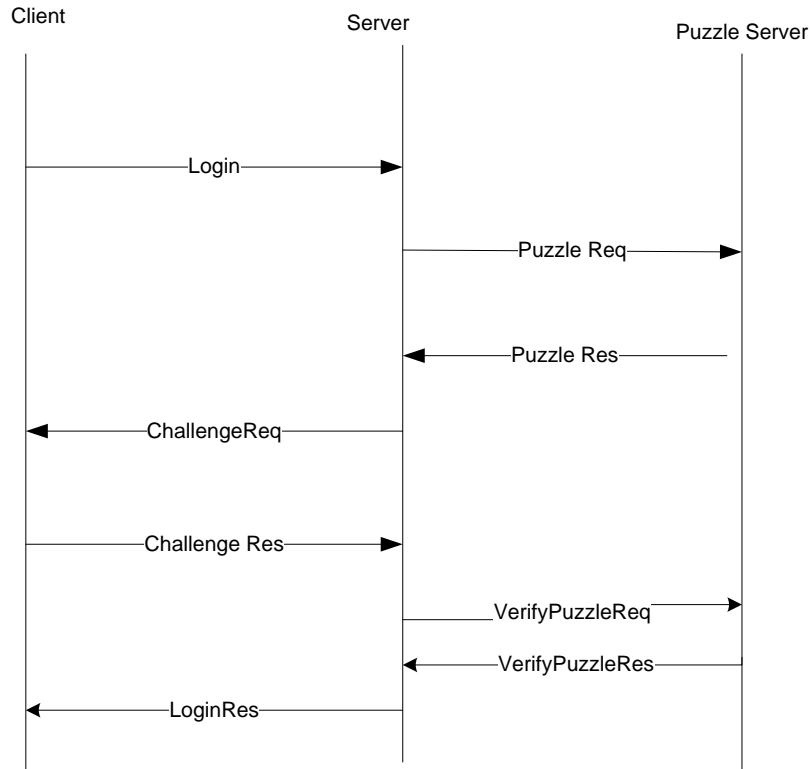 Client
Server
Puzzle Server
Login
Puzzle Req
Puzzle Res
ChallengeReq
Challenge Res
VerifyPuzzleReq
VerifyPuzzleRes
LoginRes